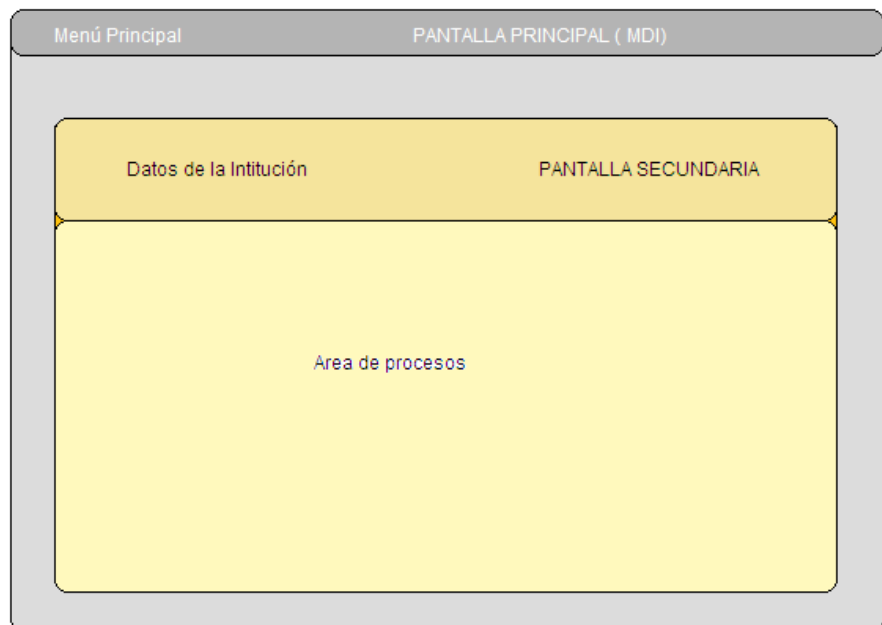 Menú Principal PANTALLA PRINCIPAL ( MDI)
Datos de la Intitución PANTALLA SECUNDARIA
Area de procesos